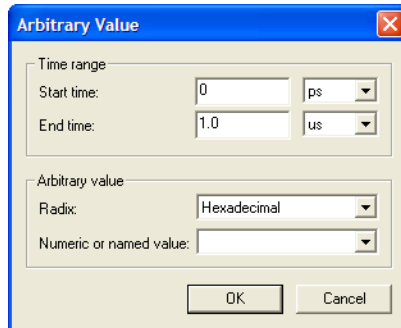 Arbitrary Value
Time range
Start time: 0 ps
End time: 1.0 us
Arbitrary value
Radix: Hexadecimal
Numeric or named value:
OK Cancel